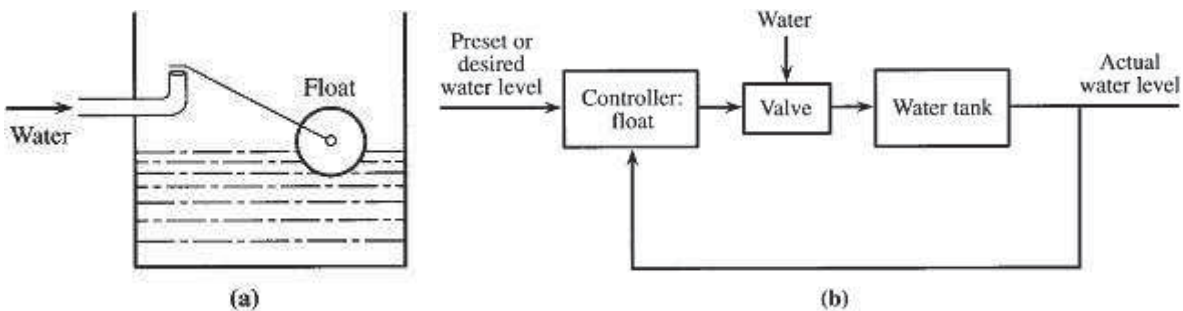 Water
Float
(a)
Preset or
desired
water level
Controller:
float
Water
Valve
Water tank
Actual
water level
(b)